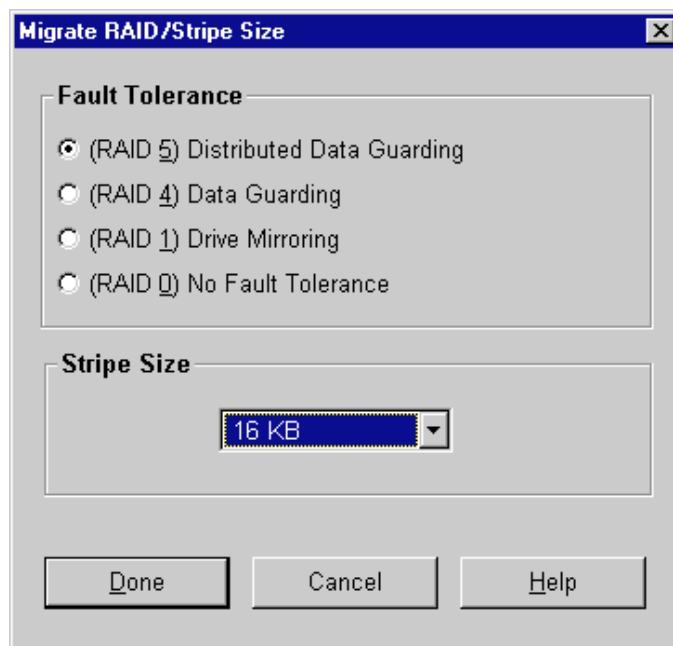 Migrate RAID/Stripe Size
Fault Tolerance
(RAID 5) Distributed Data Guarding
(RAID 4) Data Guarding
(RAID 1) Drive Mirroring
(RAID 0) No Fault Tolerance
Stripe Size
16 KB
Done Cancel Help